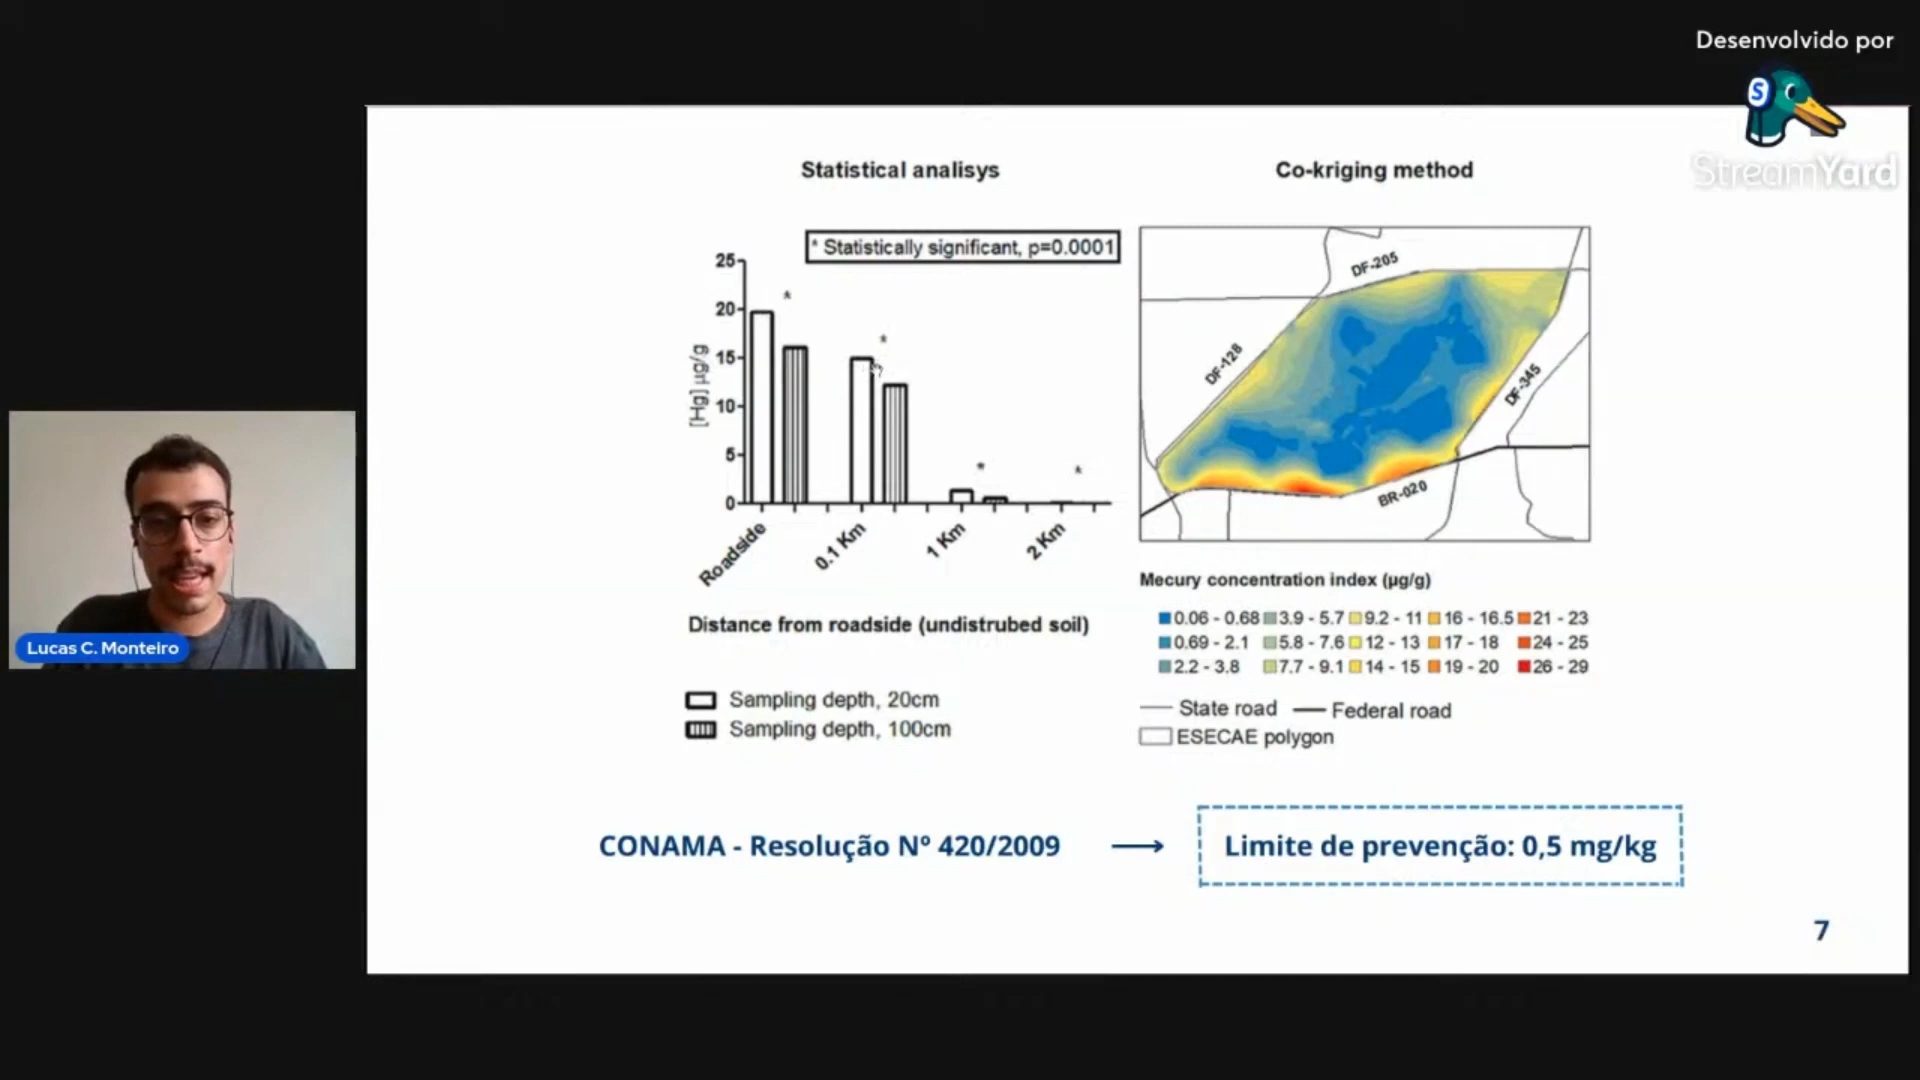 Desenvolvido por
S
StreamYard
Statistical analisys
Co-kriging method
* Statistically significant, p=0.0001
25
20
15
10
5
0
[Hg] µg/g
*
*
*
*
Roadside
0.1 Km
1 Km
2 Km
Distance from roadside (undistrubed soil)
Sampling depth, 20cm
Sampling depth, 100cm
DF-205
DF-128
DF-345
BR-020
Mecury concentration index (µg/g)
0.06 - 0.68 3.9 - 5.7 9.2 - 11 16 - 16.5 21 - 23
0.69 - 2.1 5.8 - 7.6 12 - 13 17 - 18 24 - 25
2.2 - 3.8 7.7 - 9.1 14 - 15 19 - 20 26 - 29
State road Federal road
ESECAE polygon
CONAMA - Resolução Nº 420/2009
Limite de prevenção: 0,5 mg/kg
7
Lucas C. Monteiro